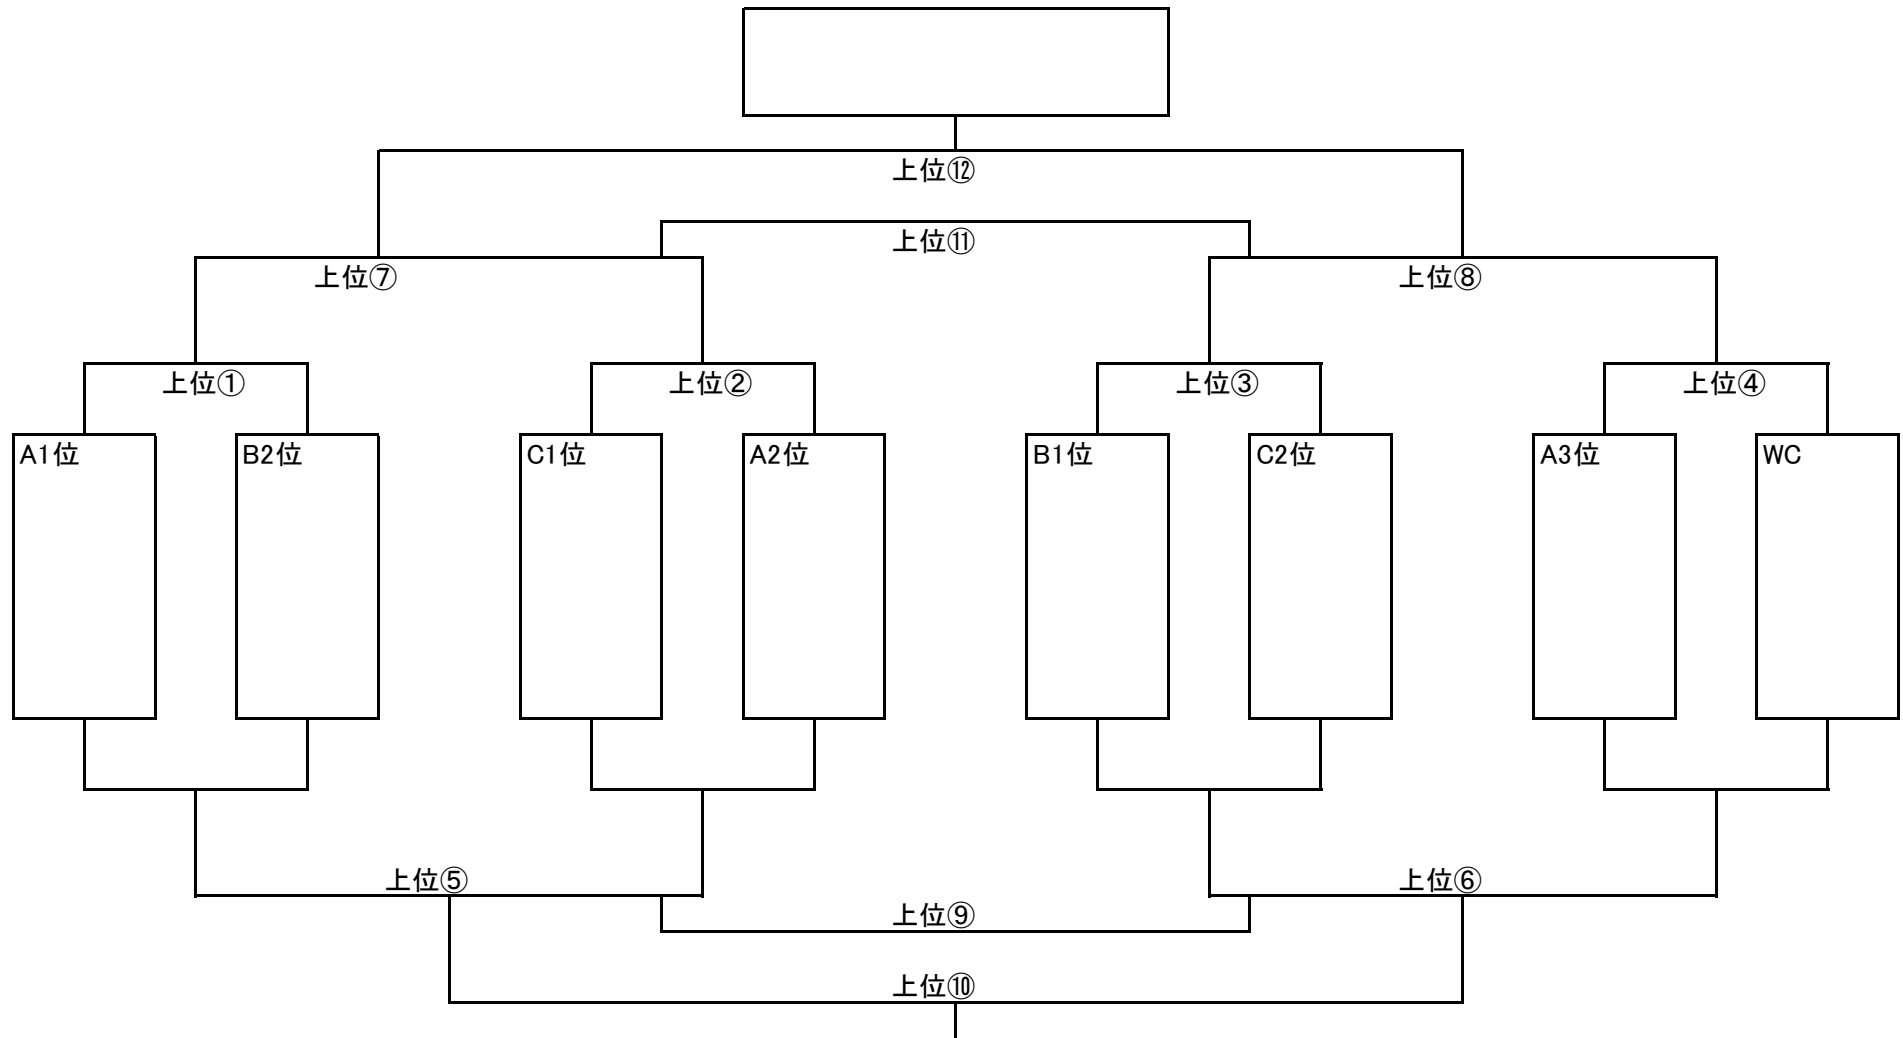 上位⑫
上位⑪
上位⑦
上位⑧
上位①
上位②
上位③
上位④
A1位
B2位
C1位
A2位
B1位
C2位
A3位
WC
上位⑤
上位⑥
上位⑨
上位⑩